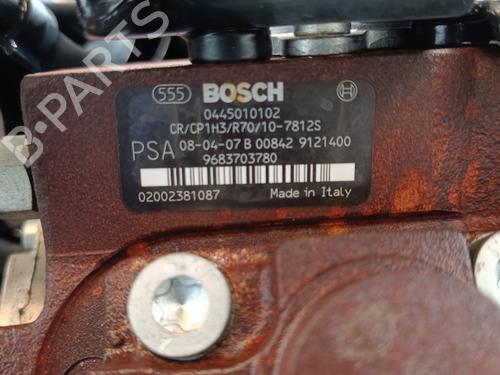 555 BOSCH
0445010102
CR/CP1H3/R70/10-7812S
PSA 08-04-07 B 00842 9121400
9683703780
02002381087 Made in Italy
B-PARTS